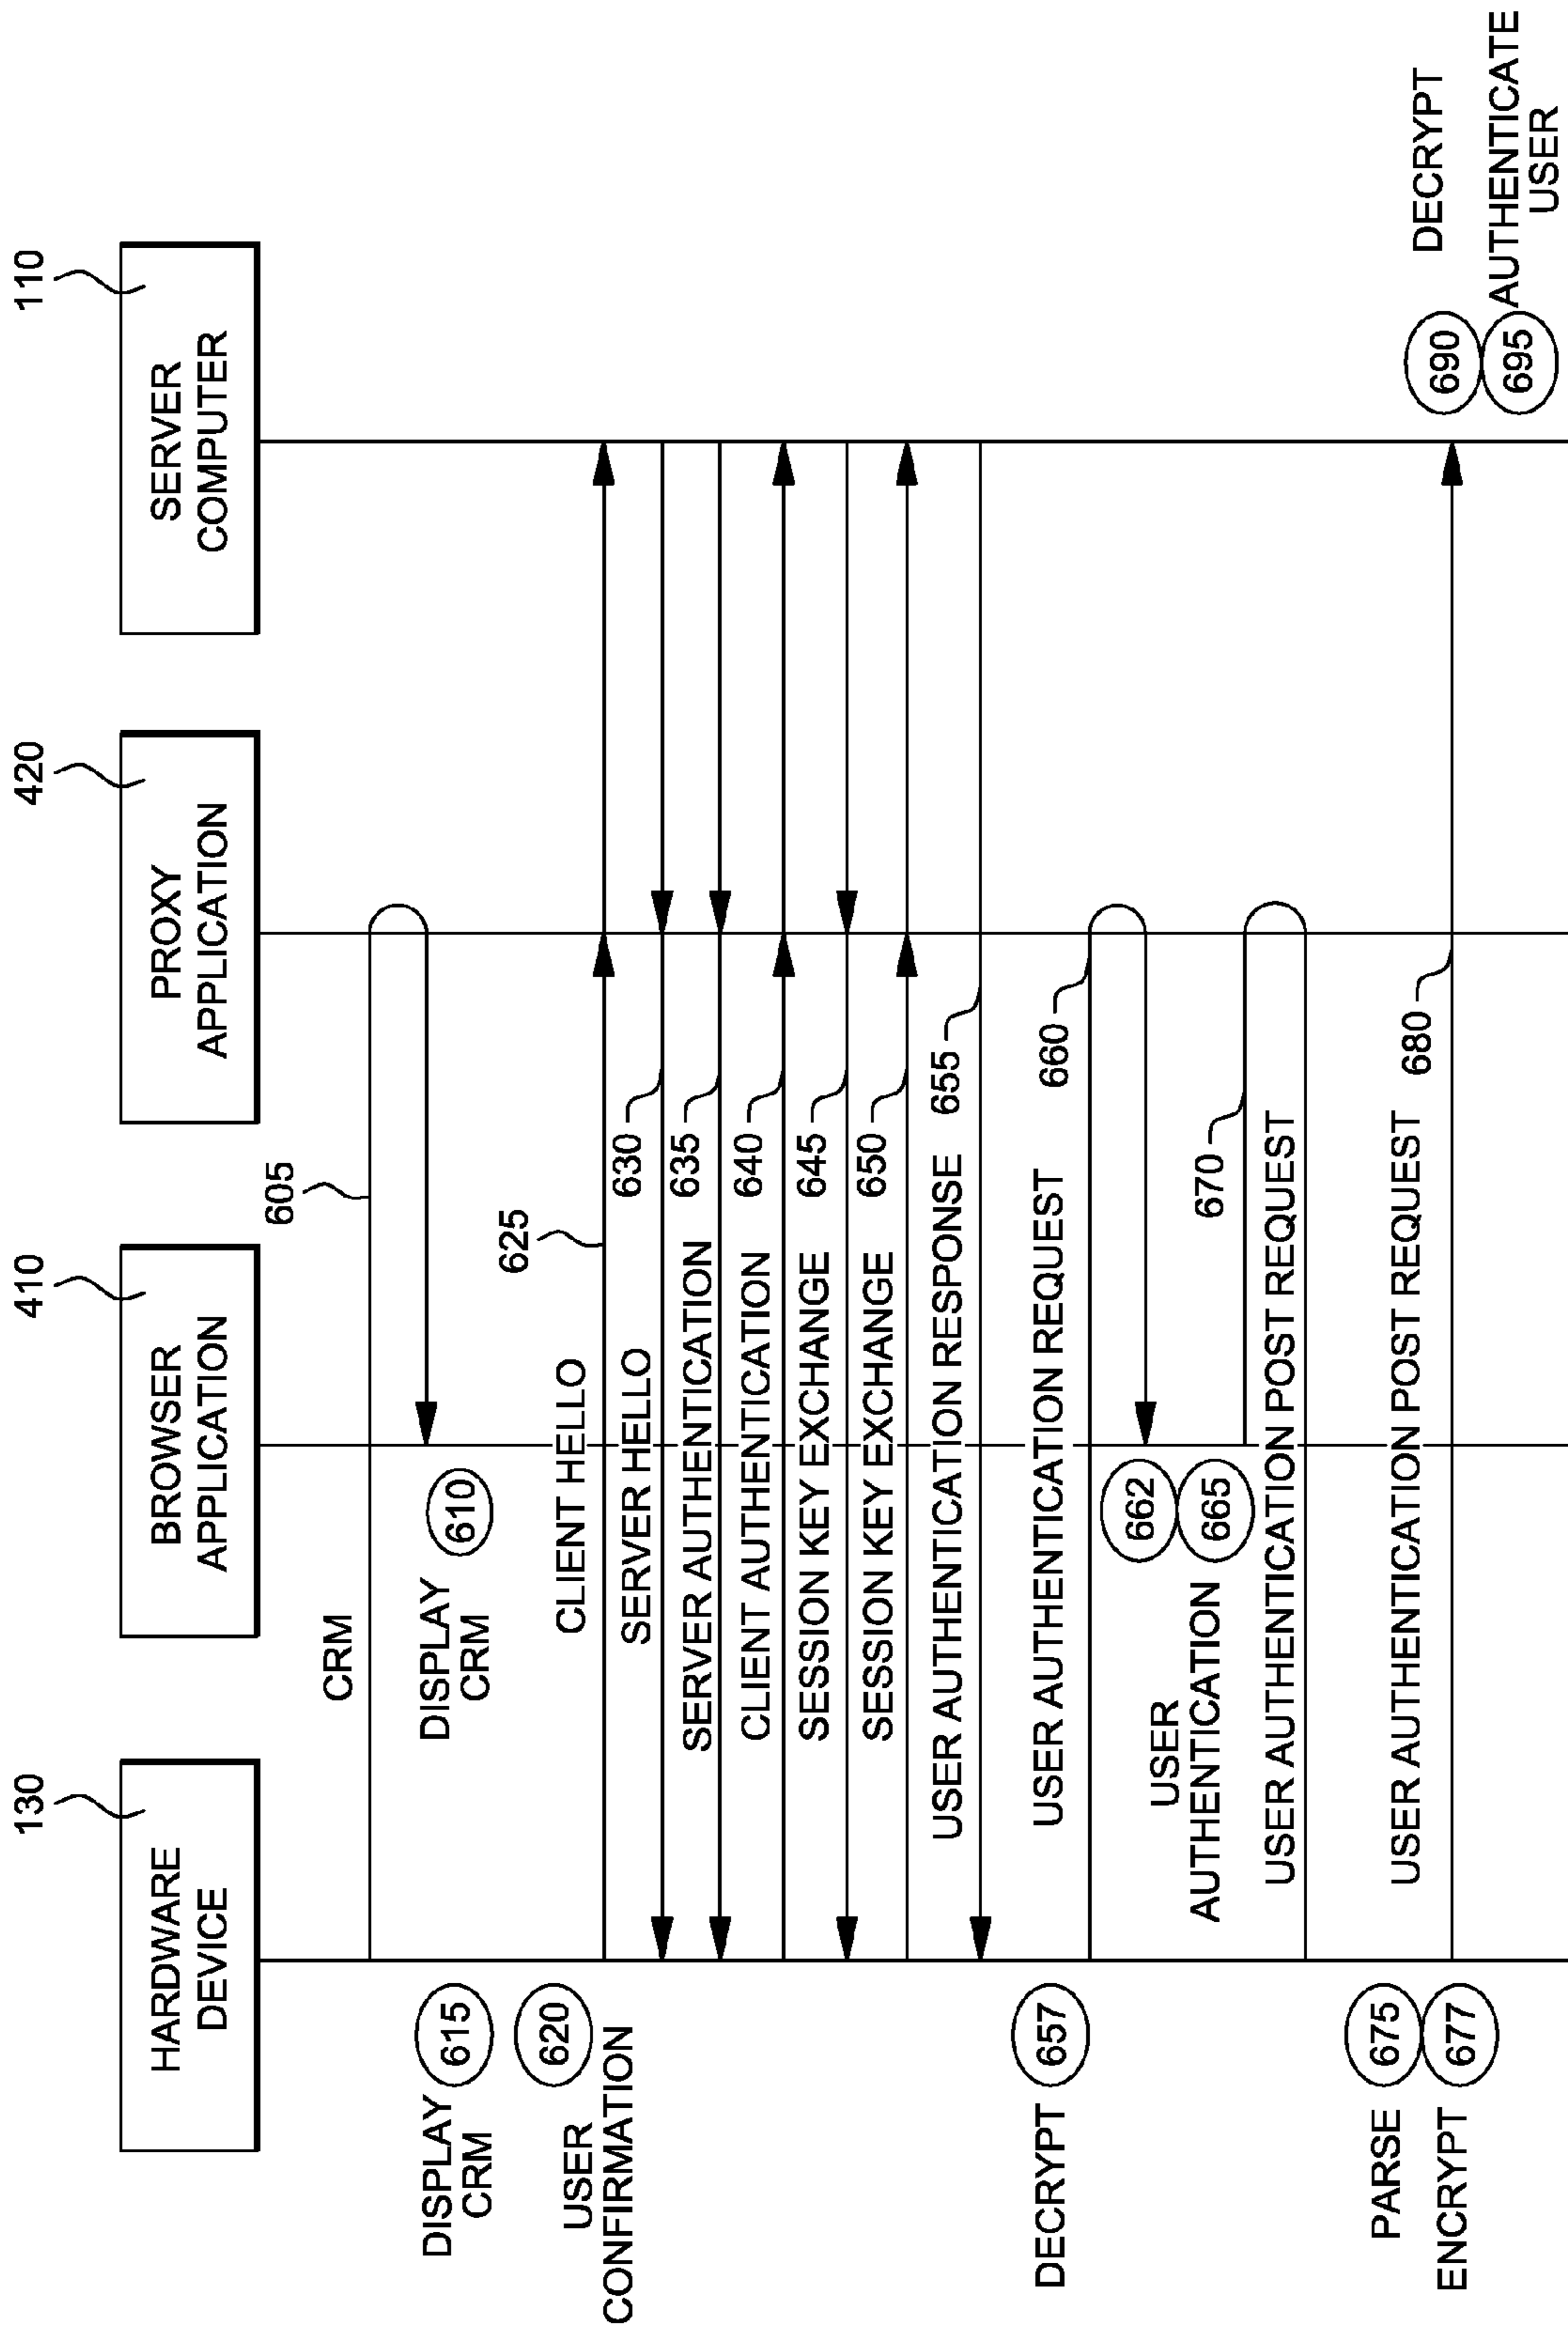 130
HARDWARE
DEVICE
410
BROWSER
APPLICATION
420
PROXY
APPLICATION
110
SERVER
COMPUTER
CRM
605
DISPLAY
CRM
615
DISPLAY
CRM
610
620
USER
CONFIRMATION
CLIENT HELLO
625
SERVER HELLO
630
SERVER AUTHENTICATION
635
CLIENT AUTHENTICATION
640
SESSION KEY EXCHANGE
645
SESSION KEY EXCHANGE
650
USER AUTHENTICATION RESPONSE
655
DECRYPT
657
USER AUTHENTICATION REQUEST
660
662
USER
AUTHENTICATION
665
670
USER AUTHENTICATION POST REQUEST
PARSE
675
ENCRYPT
677
USER AUTHENTICATION POST REQUEST
680
690
DECRYPT
695
AUTHENTICATE
USER